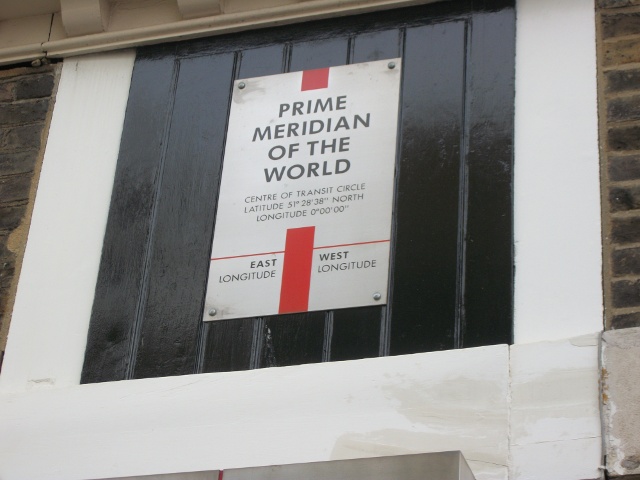 PRIME
MERIDIAN
OF THE
WORLD
CENTRE OF TRANSIT CIRCLE
LATITUDE 51° 28' 38" NORTH
LONGITUDE 0° 00' 00"
EAST
LONGITUDE
WEST
LONGITUDE